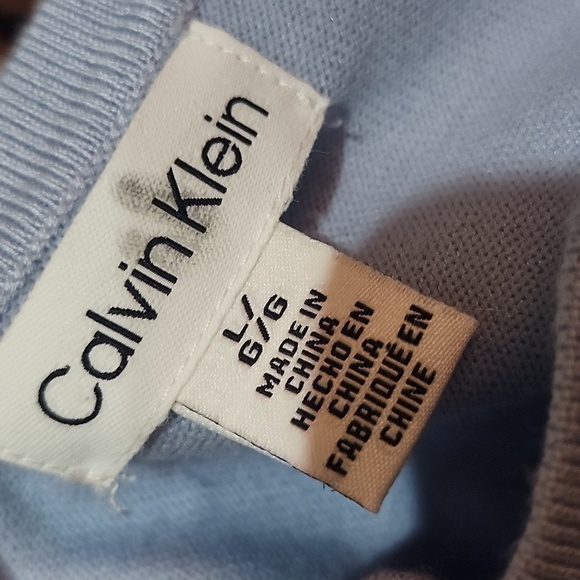 Calvin Klein
L/
G/G
MADE IN
CHINA
HECHO EN
CHINA
FABRIQUÉ EN
CHINE